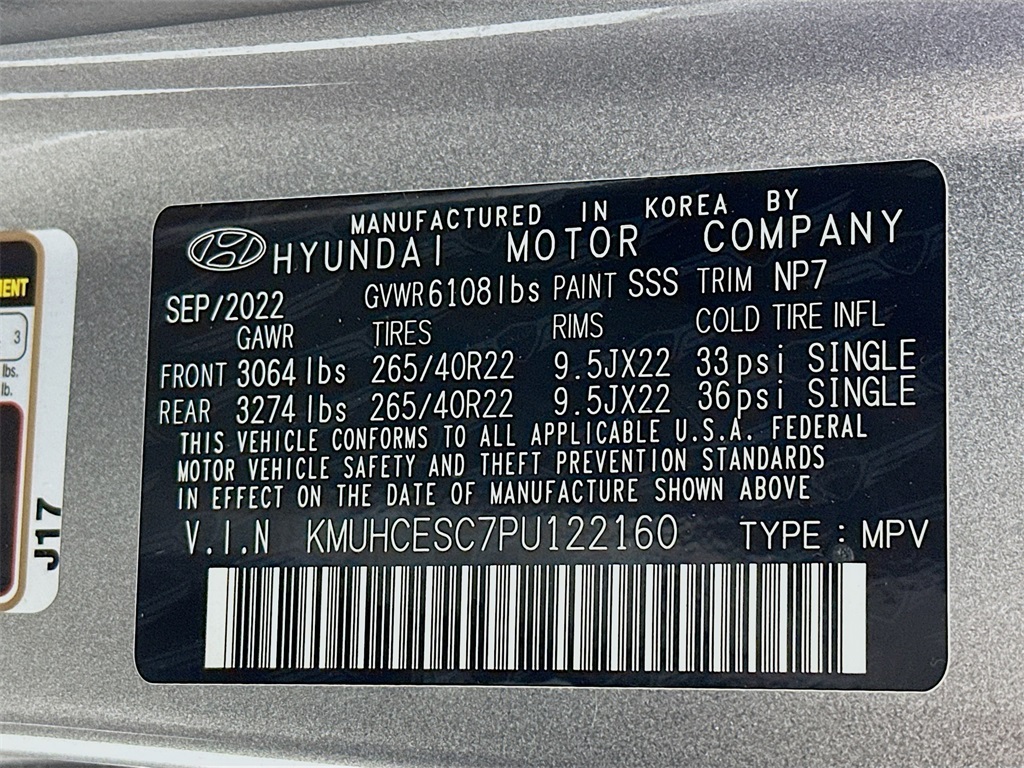 MANUFACTURED IN KOREA BY
HYUNDAI MOTOR COMPANY
SEP/2022 GVWR 6108lbs PAINT SSS TRIM NP7
GAWR TIRES RIMS COLD TIRE INFL
FRONT 3064 lbs 265/40R22 9.5JX22 33psi SINGLE
REAR 3274 lbs 265/40R22 9.5JX22 36psi SINGLE
THIS VEHICLE CONFORMS TO ALL APPLICABLE U.S.A. FEDERAL
MOTOR VEHICLE SAFETY AND THEFT PREVENTION STANDARDS
IN EFFECT ON THE DATE OF MANUFACTURE SHOWN ABOVE
V.I.N KMUHCESC7PU122160 TYPE : MPV
3
lbs.
lb.
J17